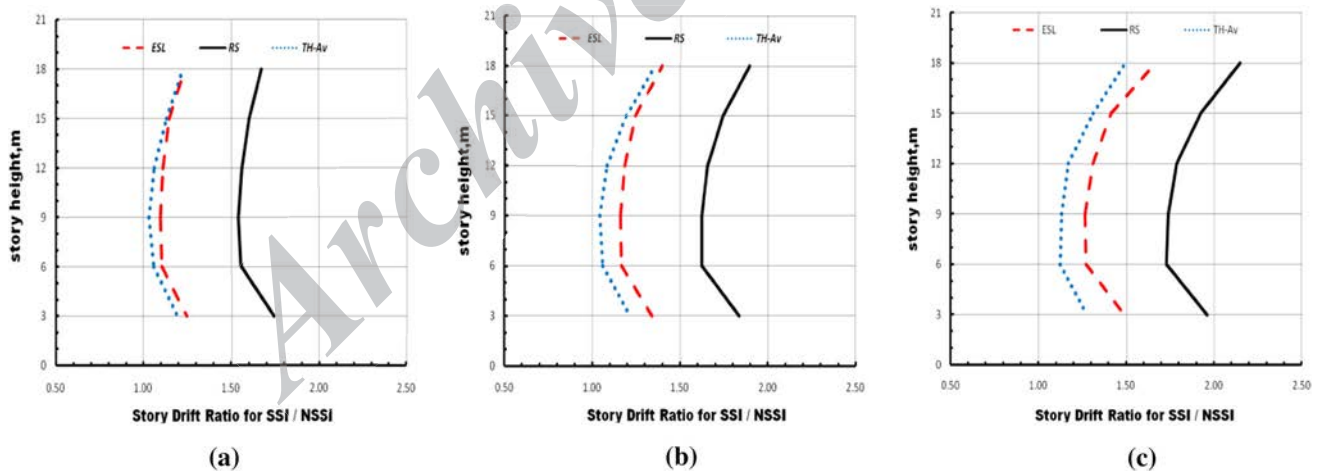 21
18
15
12
9
6
3
0
story height,m
ESL RS TH-Av
0.50 1.00 1.50 2.00 2.50
Story Drift Ratio for SSI / NSSI
(a)
21
18
15
12
9
6
3
0
story height,m
ESL RS TH-Av
0.50 1.00 1.50 2.00 2.50
Story Drift Ratio for SSI / NSSI
(b)
21
18
15
12
9
6
3
0
story height,m
ESL RS TH-Av
0.50 1.00 1.50 2.00 2.50
Story Drift Ratio for SSI / NSSI
(c)
Archive